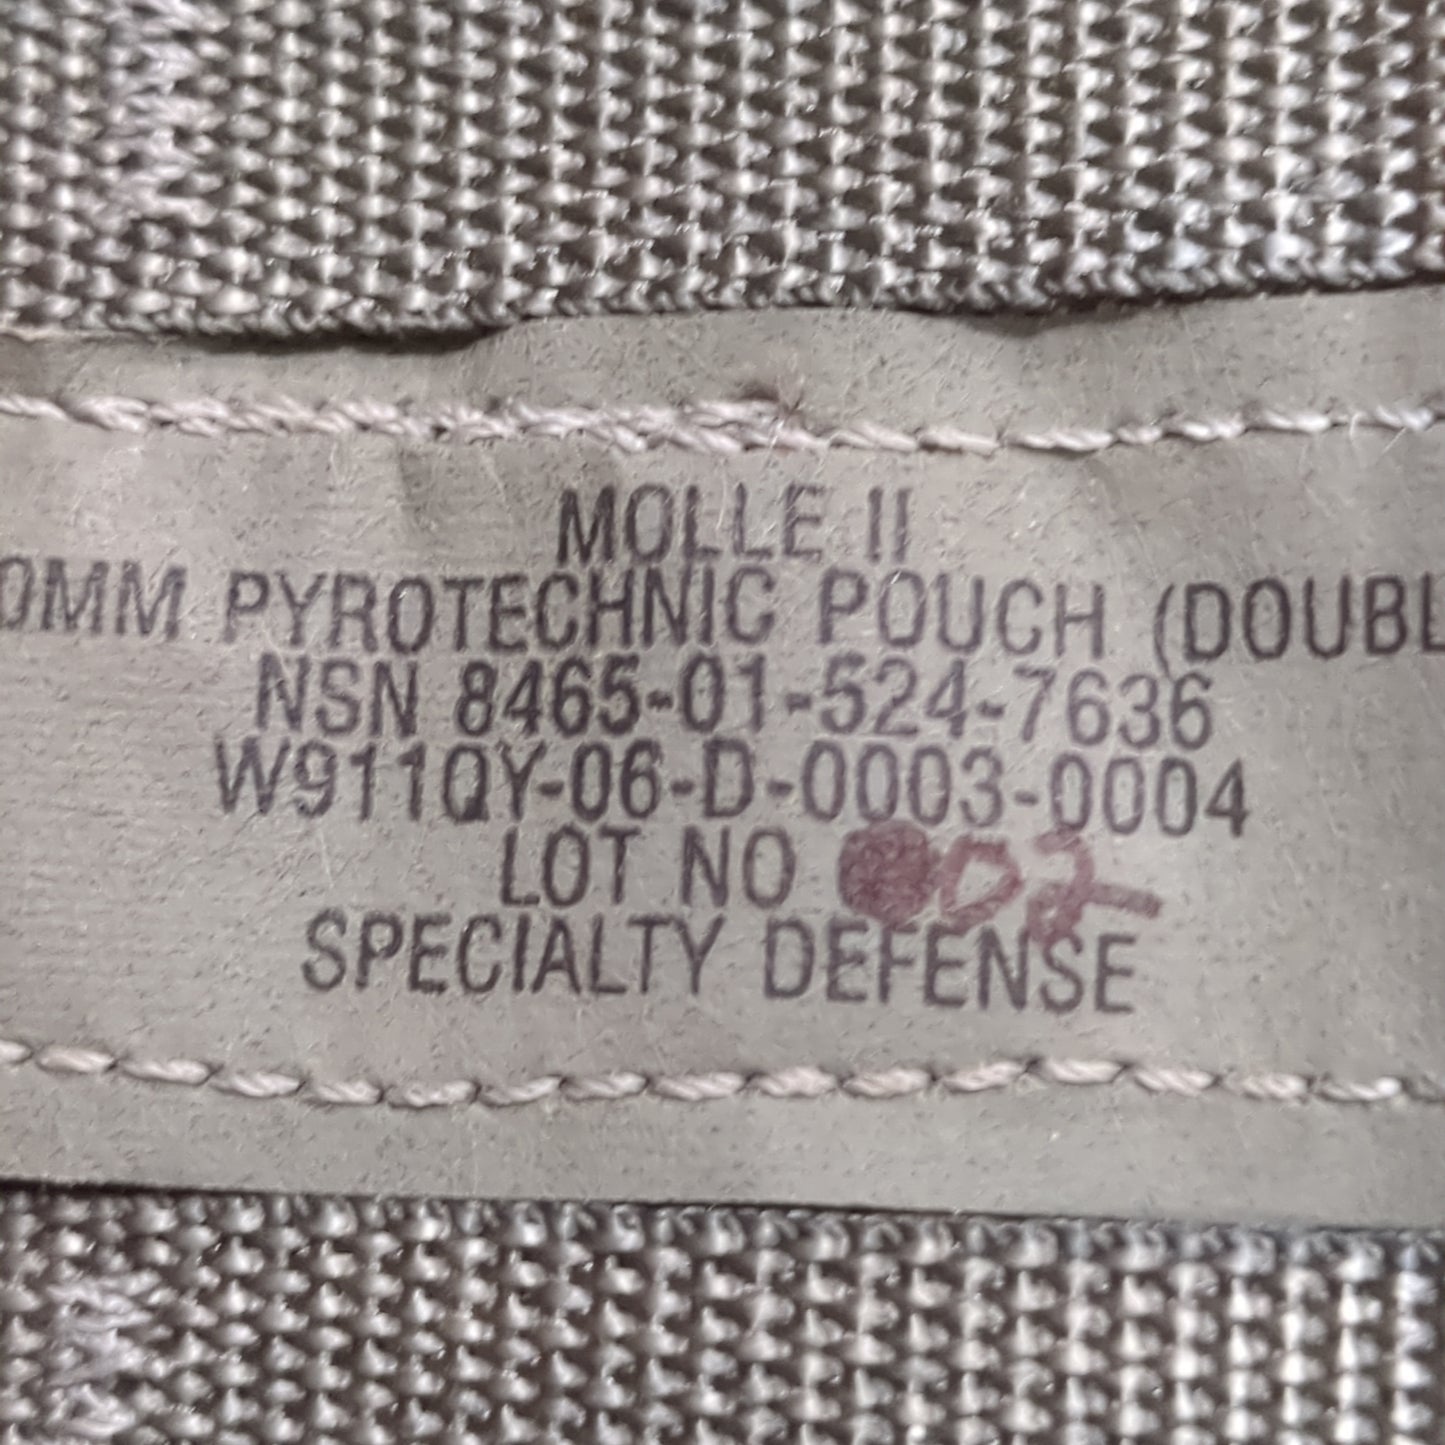 MOLLE II
0MM PYROTECHNIC POUCH (DOUBL
NSN 8465-01-524-7636
W911QY-06-D-0003-0004
LOT NO 02
SPECIALTY DEFENSE